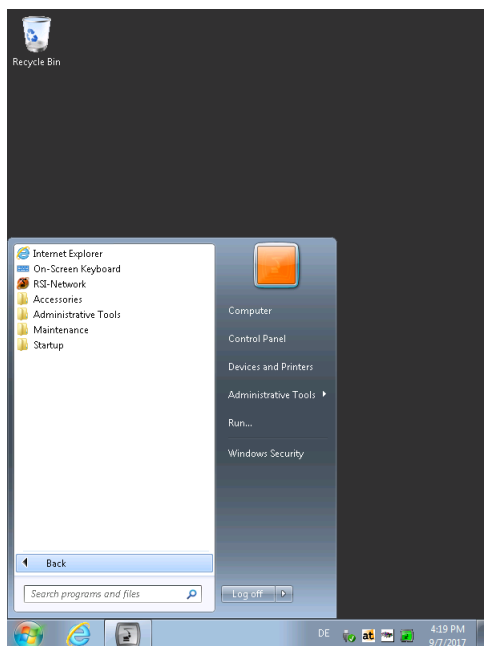 Recycle Bin
Internet Explorer
On-Screen Keyboard
RSI-Network
Accessories
Administrative Tools
Maintenance
Startup
Back
Search programs and files
Computer
Control Panel
Devices and Printers
Administrative Tools
Run...
Windows Security
Log off
DE
at
4:19 PM
9/7/2017